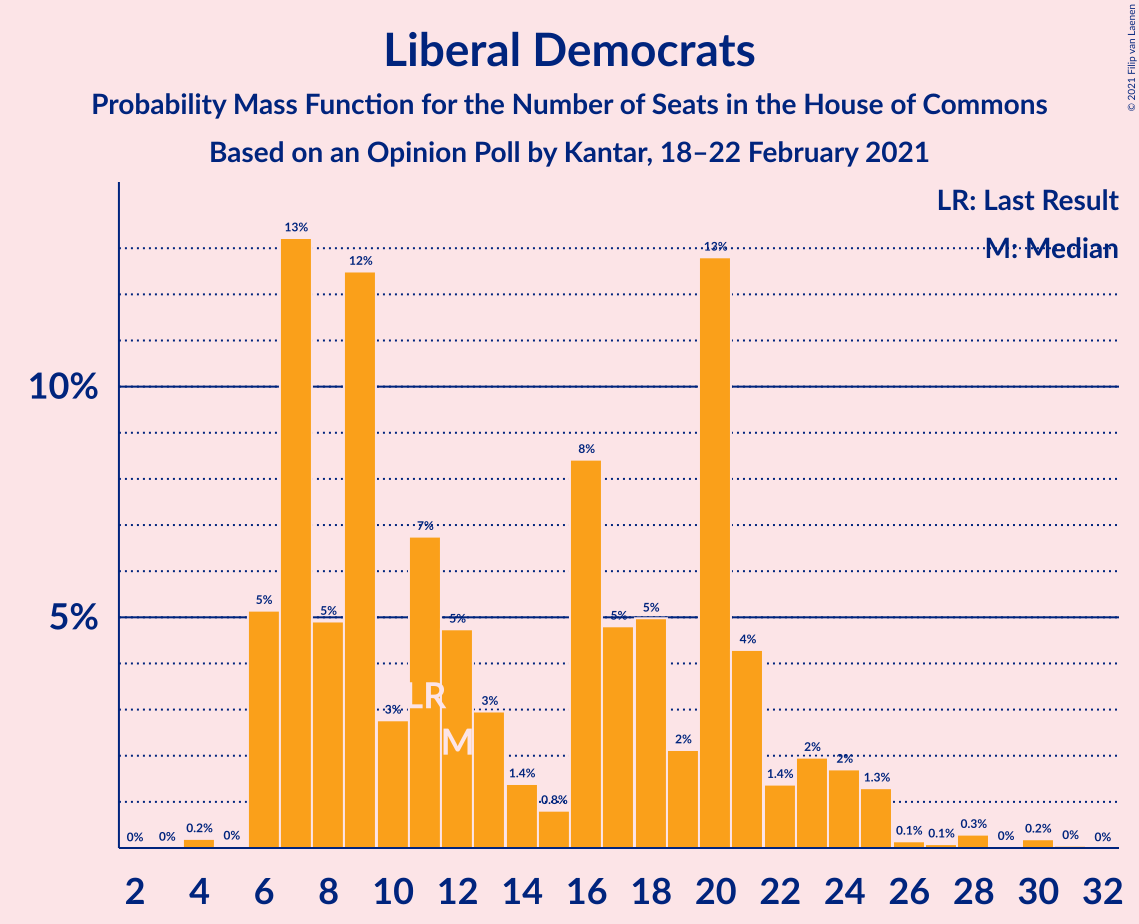 © 2021 Filip van Laenen
Liberal Democrats
Probability Mass Function for the Number of Seats in the House of Commons
Based on an Opinion Poll by Kantar, 18–22 February 2021
LR: Last Result
M: Median
10%
5%
0% 0% 0.2% 0% 5% 13% 5% 12% 3% 7% 5% 3% 1.4% 0.8% 8% 5% 5% 2% 13% 4% 1.4% 2% 2% 1.3% 0.1% 0.1% 0.3% 0% 0.2% 0% 0%
LR
M
2 4 6 8 10 12 14 16 18 20 22 24 26 28 30 32